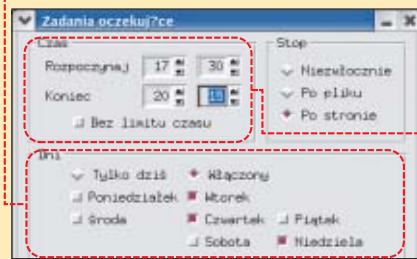 Zadania oczekuj?ce
Czas
Stop
Rozpoczynaj 17 30
Niezwłocznie
Koniec 20 15
Po pliku
Bez limitu czasu
Po stronie
Dni
Tylko dziś Włączony
Poniedziałek Wtorek
Środa Czwartek Piątek
Sobota Niedziela